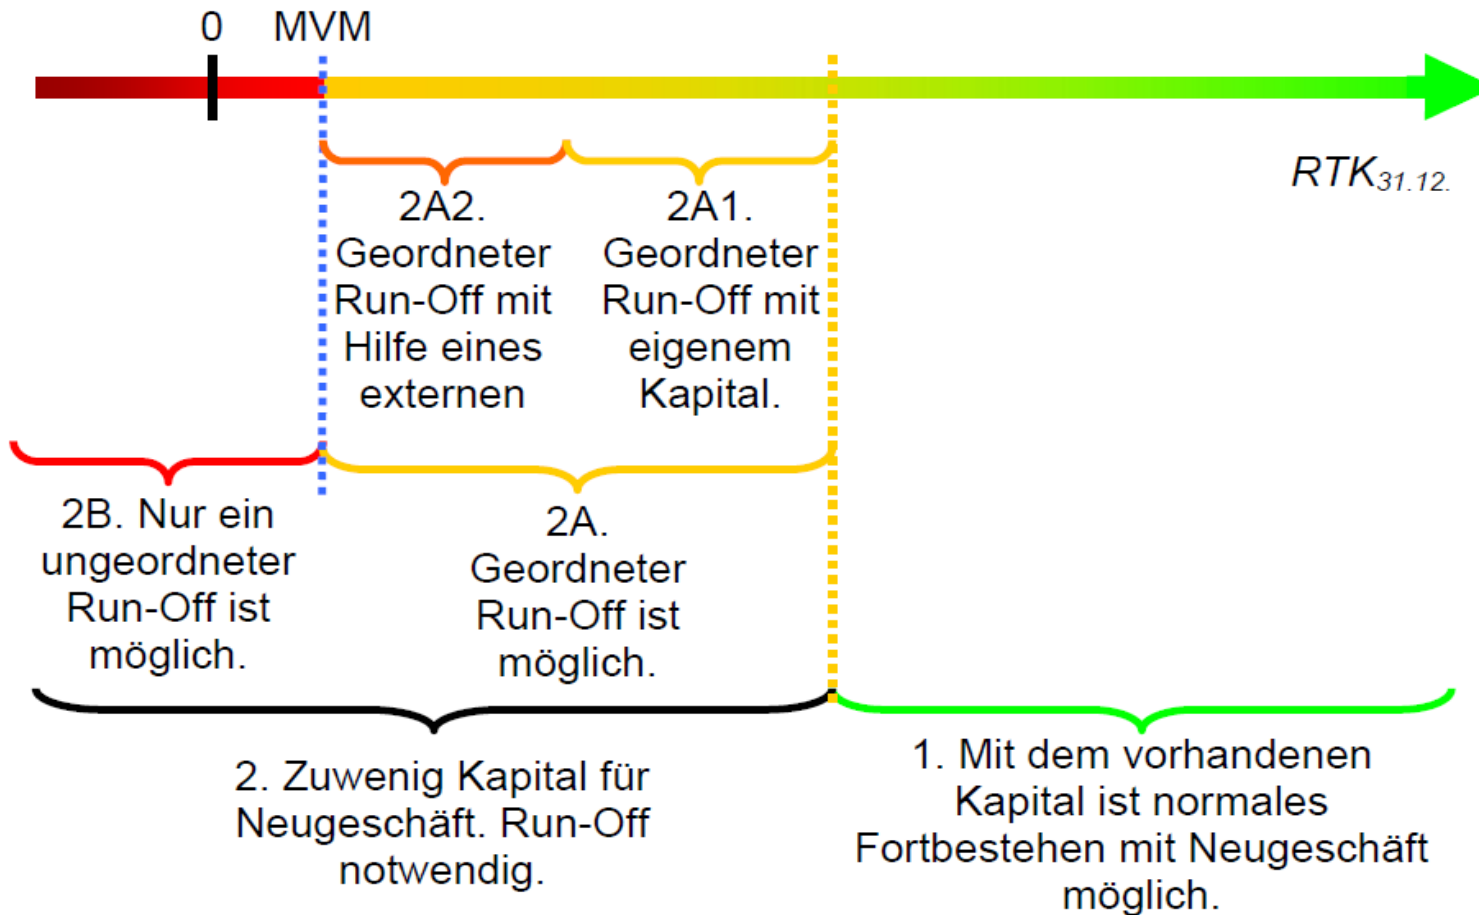 0
MVM
RTK31.12.
2A2.
Geordneter
Run-Off mit
Hilfe eines
externen
2A1.
Geordneter
Run-Off mit
eigenem
Kapital.
2B. Nur ein
ungeordneter
Run-Off ist
möglich.
2A.
Geordneter
Run-Off ist
möglich.
2. Zuwenig Kapital für
Neugeschäft. Run-Off
notwendig.
1. Mit dem vorhandenen
Kapital ist normales
Fortbestehen mit Neugeschäft
möglich.